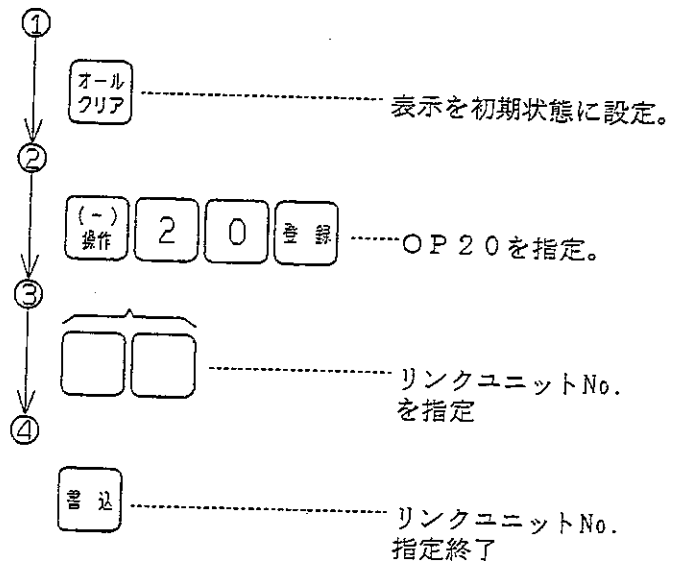 ①
オール
クリア
表示を初期状態に設定。
②
(－)
操作
2
0
登録
OP20を指定。
③
リンクユニットNo.
を指定
④
書込
リンクユニットNo.
指定終了